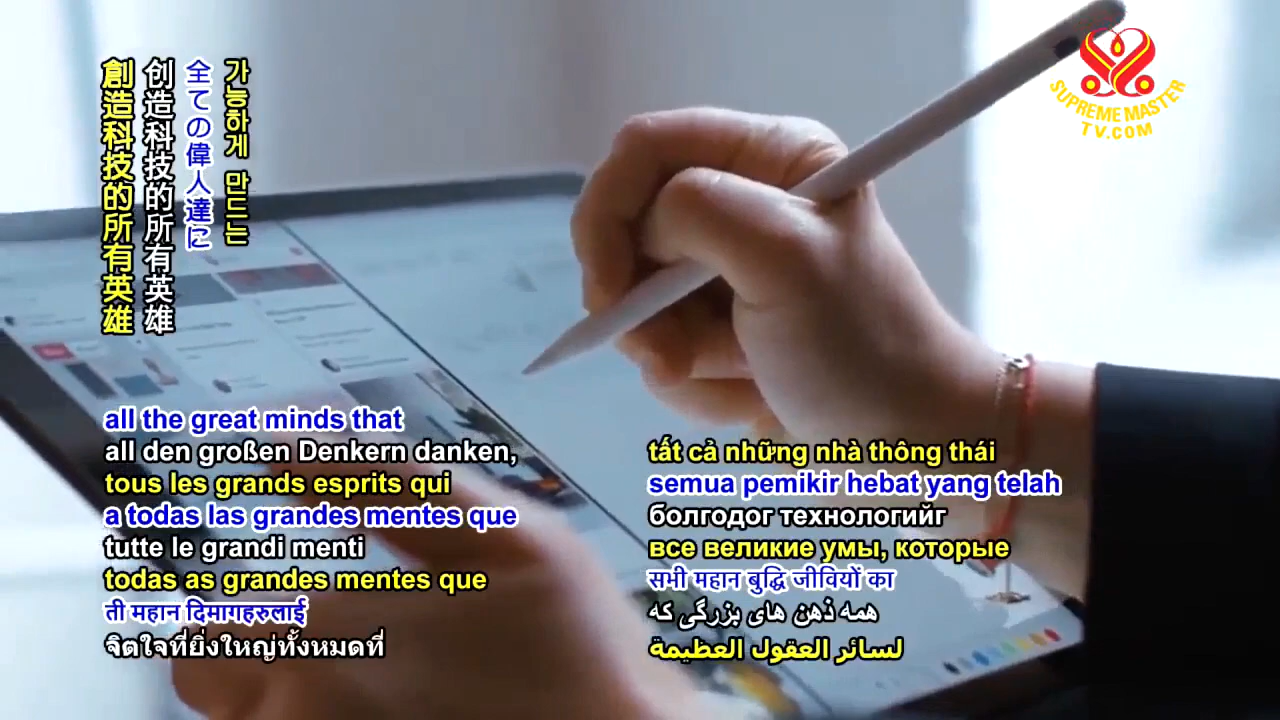 創造科技的所有英雄
创造科技的所有英雄
全ての偉人達に
가능하게 만드는
SUPREME MASTER
TV.COM
all the great minds that
all den großen Denkern danken,
tous les grands esprits qui
a todas las grandes mentes que
tutte le grandi menti
todas as grandes mentes que
ती महान दिमागहरुलाई
จิตใจที่ยิ่งใหญ่ทั้งหมดที่
tất cả những nhà thông thái
semua pemikir hebat yang telah
болгодог технологийг
все великие умы, которые
सभी महान बुद्धि जीवियों का
همه ذهن های بزرگی که
لسائر العقول العظيمة